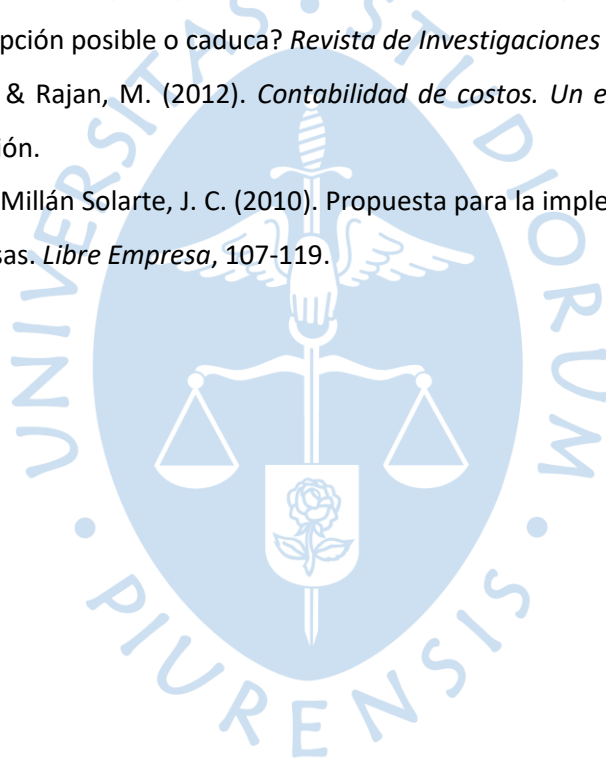 pción posible o caduca? Revista de Investigaciones
& Rajan, M. (2012). Contabilidad de costos. Un e
ión.
Millán Solarte, J. C. (2010). Propuesta para la imple
sas. Libre Empresa, 107-119.
UNIVERSITAS • STUDIORUM • PIURENSIS •